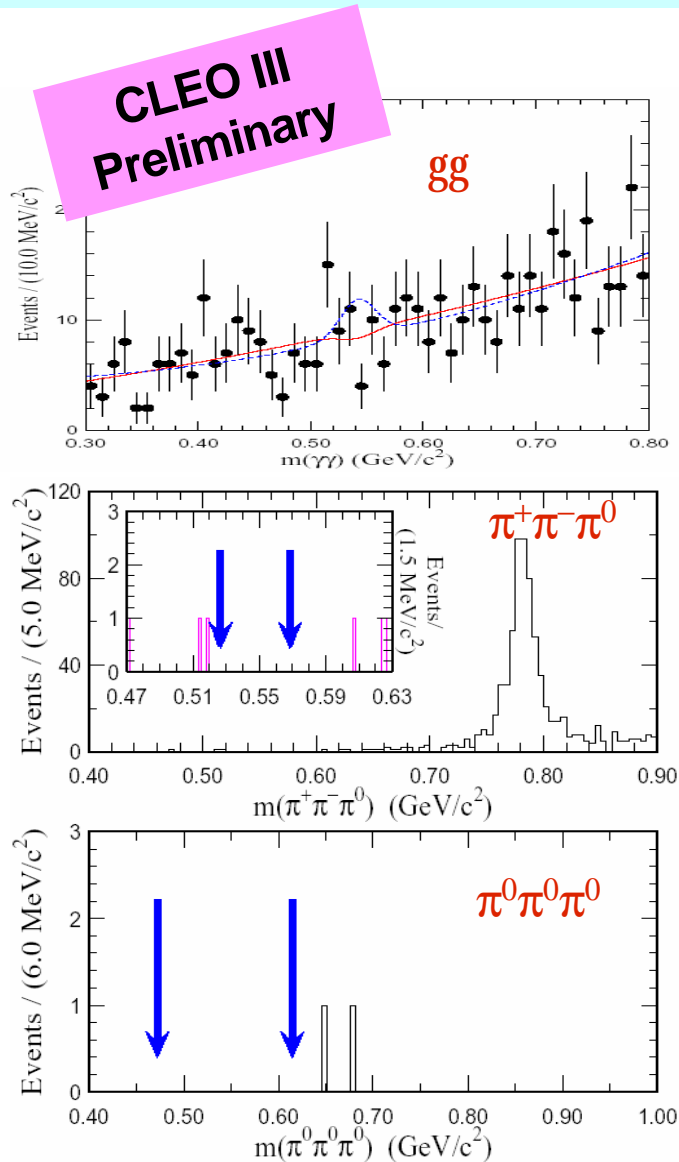 CLEO III
Preliminary
gg
Events / (10.0 MeV/c²)
2
10
0
0.30 0.40 0.50 0.60 0.70 0.80
m(γγ) (GeV/c²)
π⁺π⁻π⁰
Events / (5.0 MeV/c²)
120
80
40
0
3
2
1
0
Events/
(1.5 MeV/c²)
0.47 0.51 0.55 0.59 0.63
0.40 0.50 0.60 0.70 0.80 0.90
m(π⁺π⁻π⁰) (GeV/c²)
π⁰π⁰π⁰
Events / (6.0 MeV/c²)
3
2
1
0
0.40 0.50 0.60 0.70 0.80 0.90 1.00
m(π⁰π⁰π⁰) (GeV/c²)